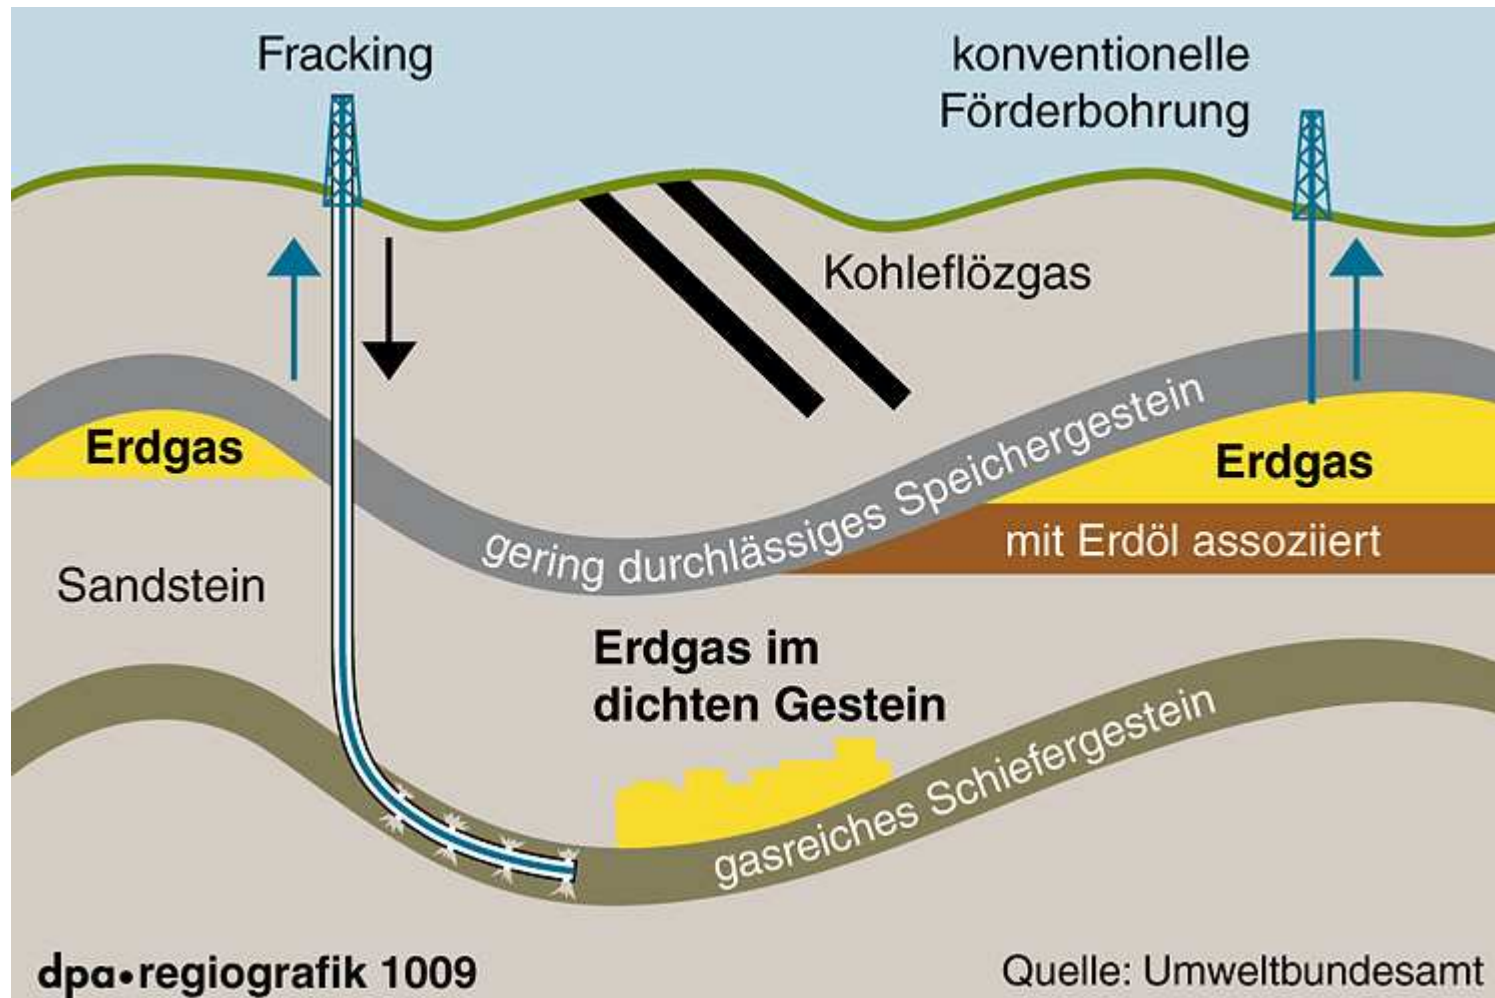 Fracking
konventionelle
Förderbohrung
Kohleflözgas
Erdgas
gering durchlässiges Speichergestein
Erdgas
mit Erdöl assoziiert
Sandstein
Erdgas im
dichten Gestein
gasreiches Schiefergestein
dpa•regiografik 1009
Quelle: Umweltbundesamt